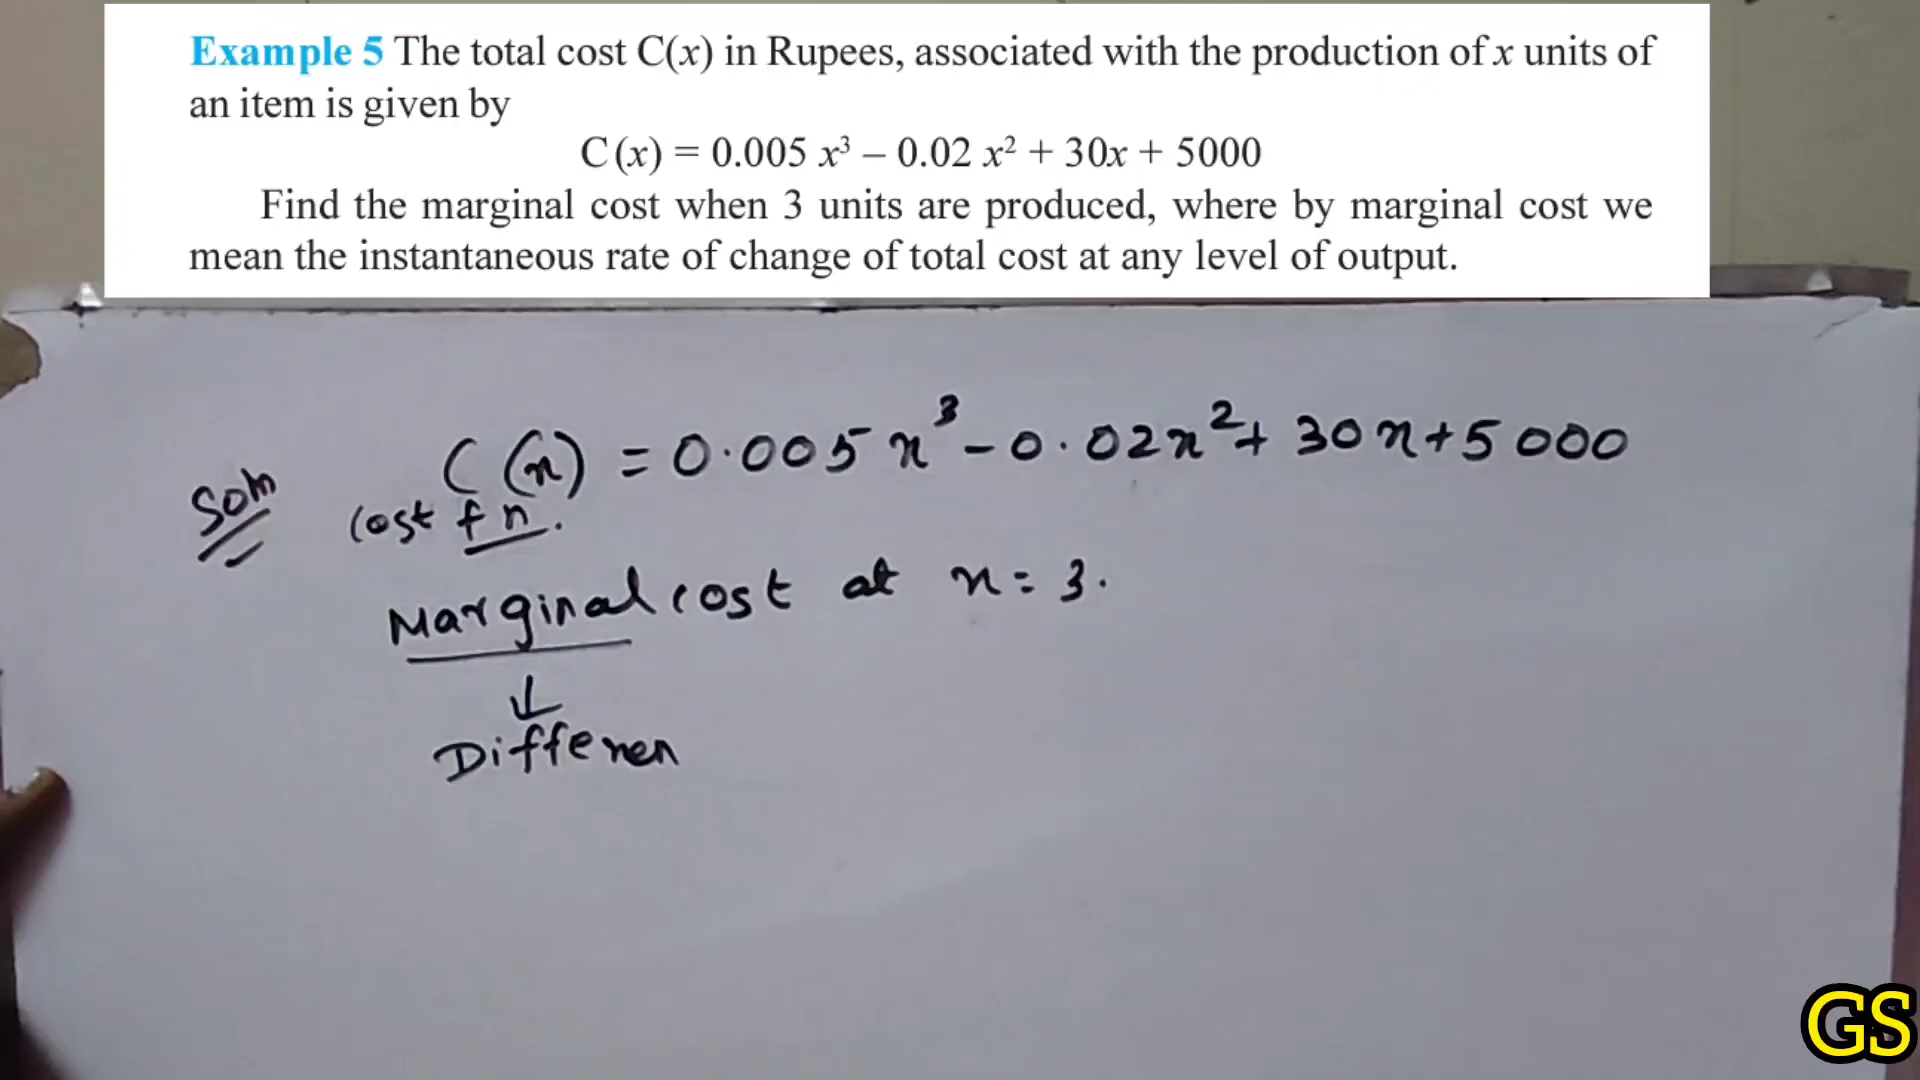 Example 5 The total cost C(x) in Rupees, associated with the production of x units of
an item is given by
C(x) = 0.005 x³ – 0.02 x² + 30x + 5000
Find the marginal cost when 3 units are produced, where by marginal cost we
mean the instantaneous rate of change of total cost at any level of output.
Soln C(x) = 0.005x³ - 0.02x² + 30x + 5000
Cost fn.
Marginal cost at x = 3.
↓
Differen
GS